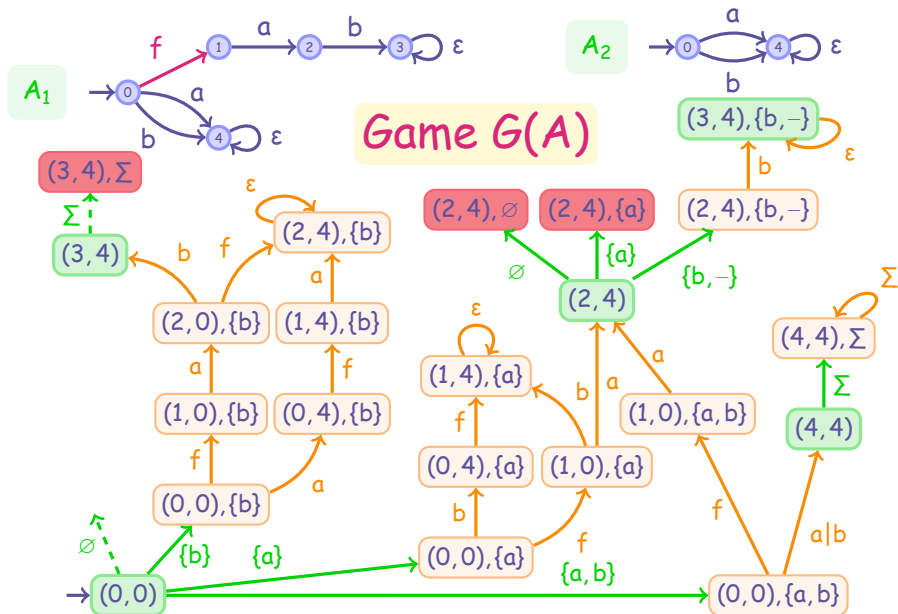 f
a
b
1
2
3
ε
A₁
0
a
b
4
ε
A₂
a
0
4
ε
b
Game G(A)
(3,4),{b,−}
ε
b
(3,4),Σ
Σ
(3,4)
ε
(2,4),{b}
b
f
a
(2,4),∅
(2,4),{a}
(2,4),{b,−}
∅
{a}
{b,−}
(2,4)
(2,0),{b}
(1,4),{b}
a
f
ε
(1,4),{a}
b
a
a
Σ
(4,4),Σ
Σ
(1,0),{b}
(0,4),{b}
(1,0),{a,b}
(4,4)
f
a
f
(0,4),{a}
(1,0),{a}
(0,0),{b}
b
f
f
a|b
∅
{b}
{a}
(0,0),{a}
{a,b}
(0,0)
(0,0),{a,b}